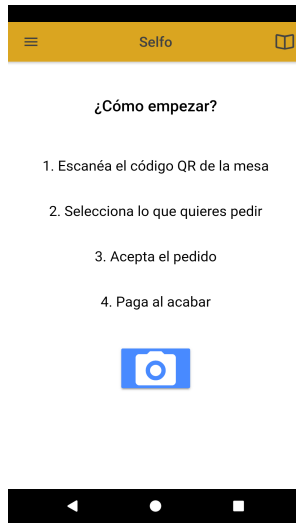 Selfo
¿Cómo empezar?
1. Escanéa el código QR de la mesa
2. Selecciona lo que quieres pedir
3. Acepta el pedido
4. Paga al acabar